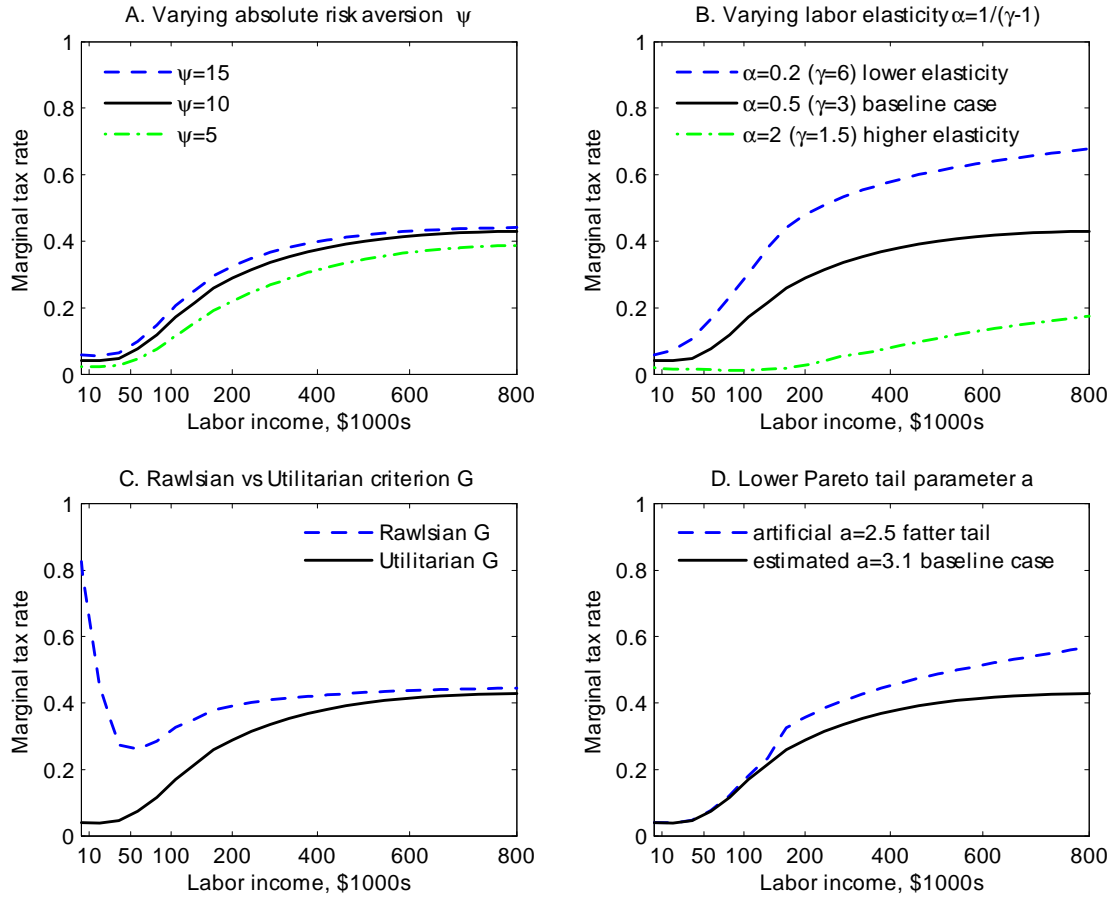 A. Varying absolute risk aversion ψ
1
0.8
0.6
0.4
0.2
0
Marginal tax rate
ψ=15
ψ=10
ψ=5
10 50 100 200 400 600 800
Labor income, $1000s
B. Varying labor elasticity α=1/(γ-1)
1
0.8
0.6
0.4
0.2
0
Marginal tax rate
α=0.2 (γ=6) lower elasticity
α=0.5 (γ=3) baseline case
α=2 (γ=1.5) higher elasticity
10 50 100 200 400 600 800
Labor income, $1000s
C. Rawlsian vs Utilitarian criterion G
1
0.8
0.6
0.4
0.2
0
Marginal tax rate
Rawlsian G
Utilitarian G
10 50 100 200 400 600 800
Labor income, $1000s
D. Lower Pareto tail parameter a
1
0.8
0.6
0.4
0.2
0
Marginal tax rate
artificial a=2.5 fatter tail
estimated a=3.1 baseline case
10 50 100 200 400 600 800
Labor income, $1000s